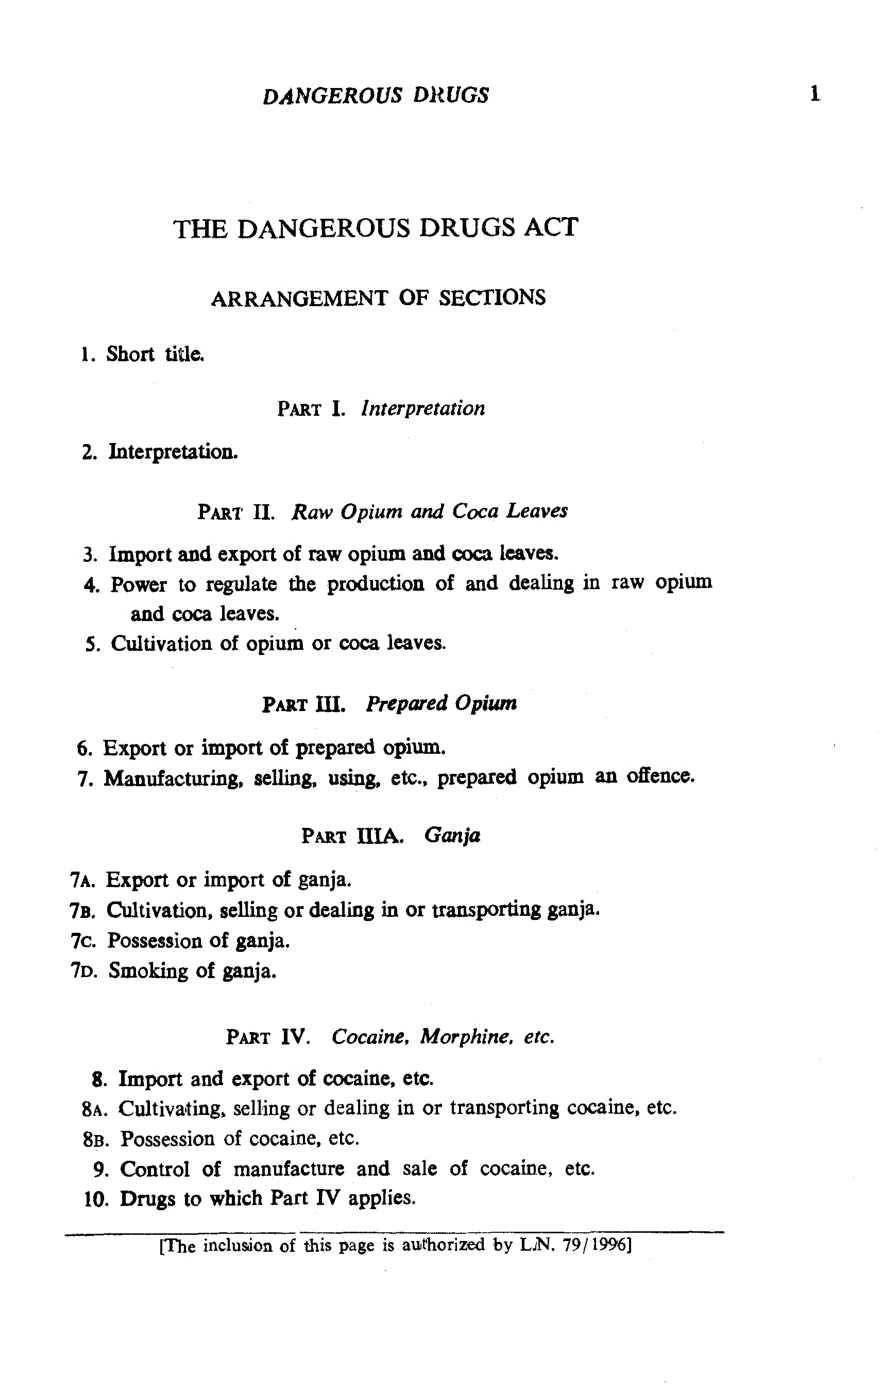 DANGEROUS DRUGS 1
THE DANGEROUS DRUGS ACT
ARRANGEMENT OF SECTIONS
1. Short title.
PART I. Interpretation
2. Interpretation.
PART II. Raw Opium and Coca Leaves
3. Import and export of raw opium and coca leaves.
4. Power to regulate the production of and dealing in raw opium
and coca leaves.
5. Cultivation of opium or coca leaves.
PART III. Prepared Opium
6. Export or import of prepared opium.
7. Manufacturing, selling, using, etc., prepared opium an offence.
PART IIIA. Ganja
7A. Export or import of ganja.
7B. Cultivation, selling or dealing in or transporting ganja.
7C. Possession of ganja.
7D. Smoking of ganja.
PART IV. Cocaine, Morphine, etc.
8. Import and export of cocaine, etc.
8A. Cultivating, selling or dealing in or transporting cocaine, etc.
8B. Possession of cocaine, etc.
9. Control of manufacture and sale of cocaine, etc.
10. Drugs to which Part IV applies.
[The inclusion of this page is authorized by L.N. 79/1996]